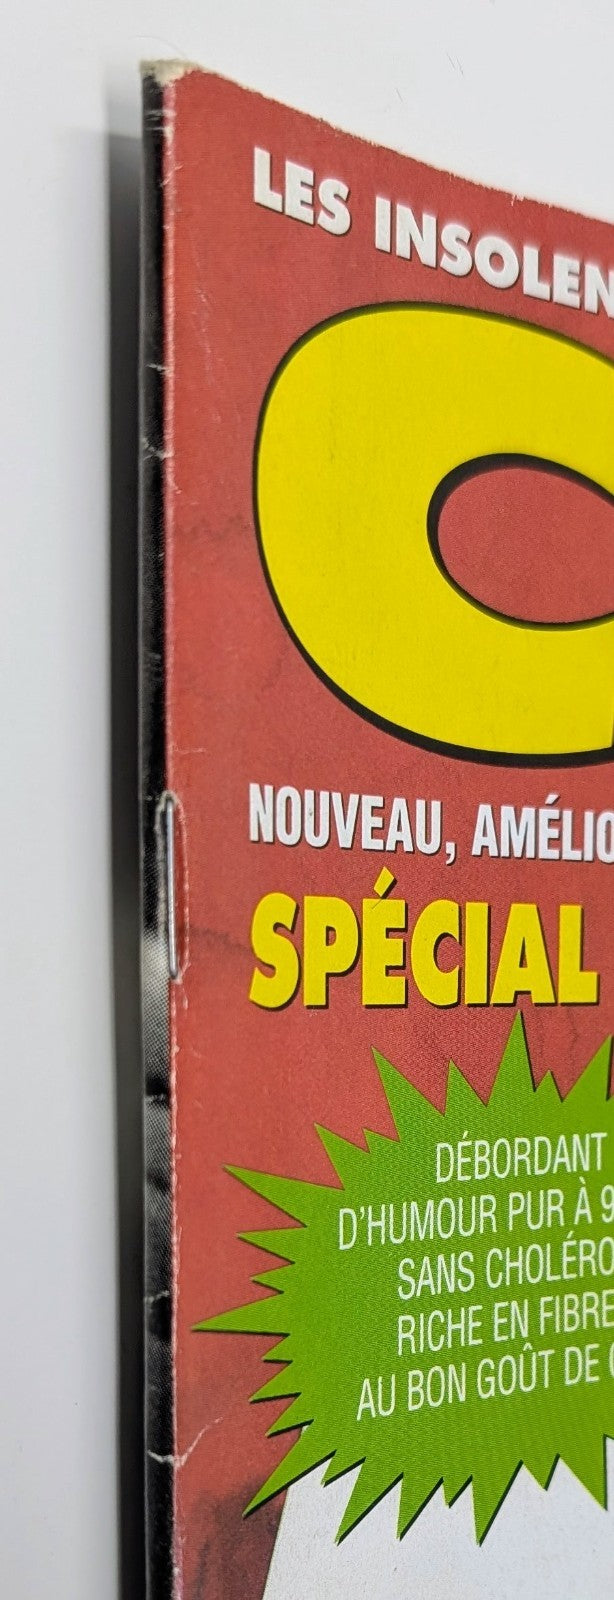 LES INSOLEN
NOUVEAU, AMÉLIO
SPÉCIAL
DÉBORDANT
D'HUMOUR PUR À 9
SANS CHOLÉRO
RICHE EN FIBRE
AU BON GOÛT DE